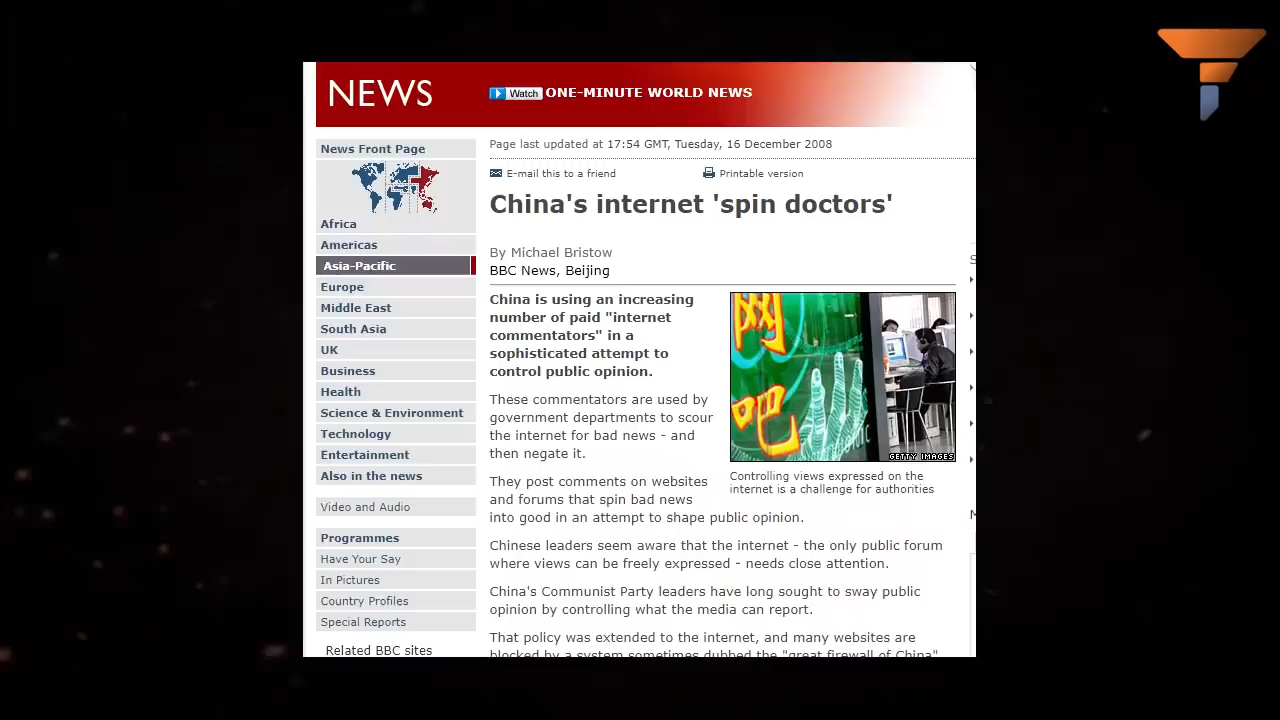 NEWS
Watch ONE-MINUTE WORLD NEWS
News Front Page
Africa
Americas
Asia-Pacific
Europe
Middle East
South Asia
UK
Business
Health
Science & Environment
Technology
Entertainment
Also in the news
Video and Audio
Programmes
Have Your Say
In Pictures
Country Profiles
Special Reports
Related BBC sites
Page last updated at 17:54 GMT, Tuesday, 16 December 2008
E-mail this to a friend
Printable version
China's internet 'spin doctors'
By Michael Bristow
BBC News, Beijing
China is using an increasing
number of paid "internet
commentators" in a
sophisticated attempt to
control public opinion.
网
吧
GETTY IMAGES
Controlling views expressed on the
internet is a challenge for authorities
These commentators are used by
government departments to scour
the internet for bad news - and
then negate it.
They post comments on websites
and forums that spin bad news
into good in an attempt to shape public opinion.
Chinese leaders seem aware that the internet - the only public forum
where views can be freely expressed - needs close attention.
China's Communist Party leaders have long sought to sway public
opinion by controlling what the media can report.
That policy was extended to the internet, and many websites are
blocked by a system sometimes dubbed the "great firewall of China"